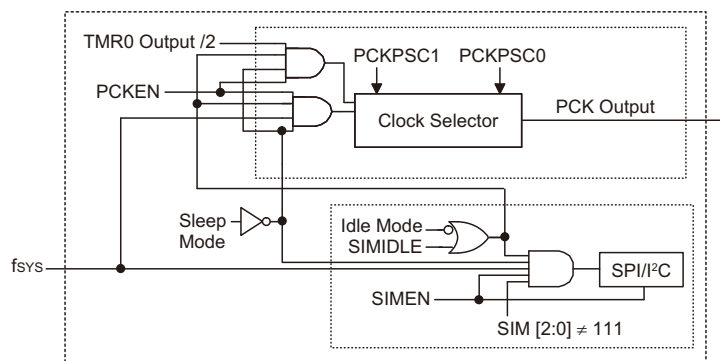 TMR0 Output /2
PCKPSC1
PCKPSC0
PCKEN
Clock Selector
PCK Output
Sleep
Mode
Idle Mode
SIMIDLE
fSYS
SPI/I²C
SIMEN
SIM [2:0] ≠ 111